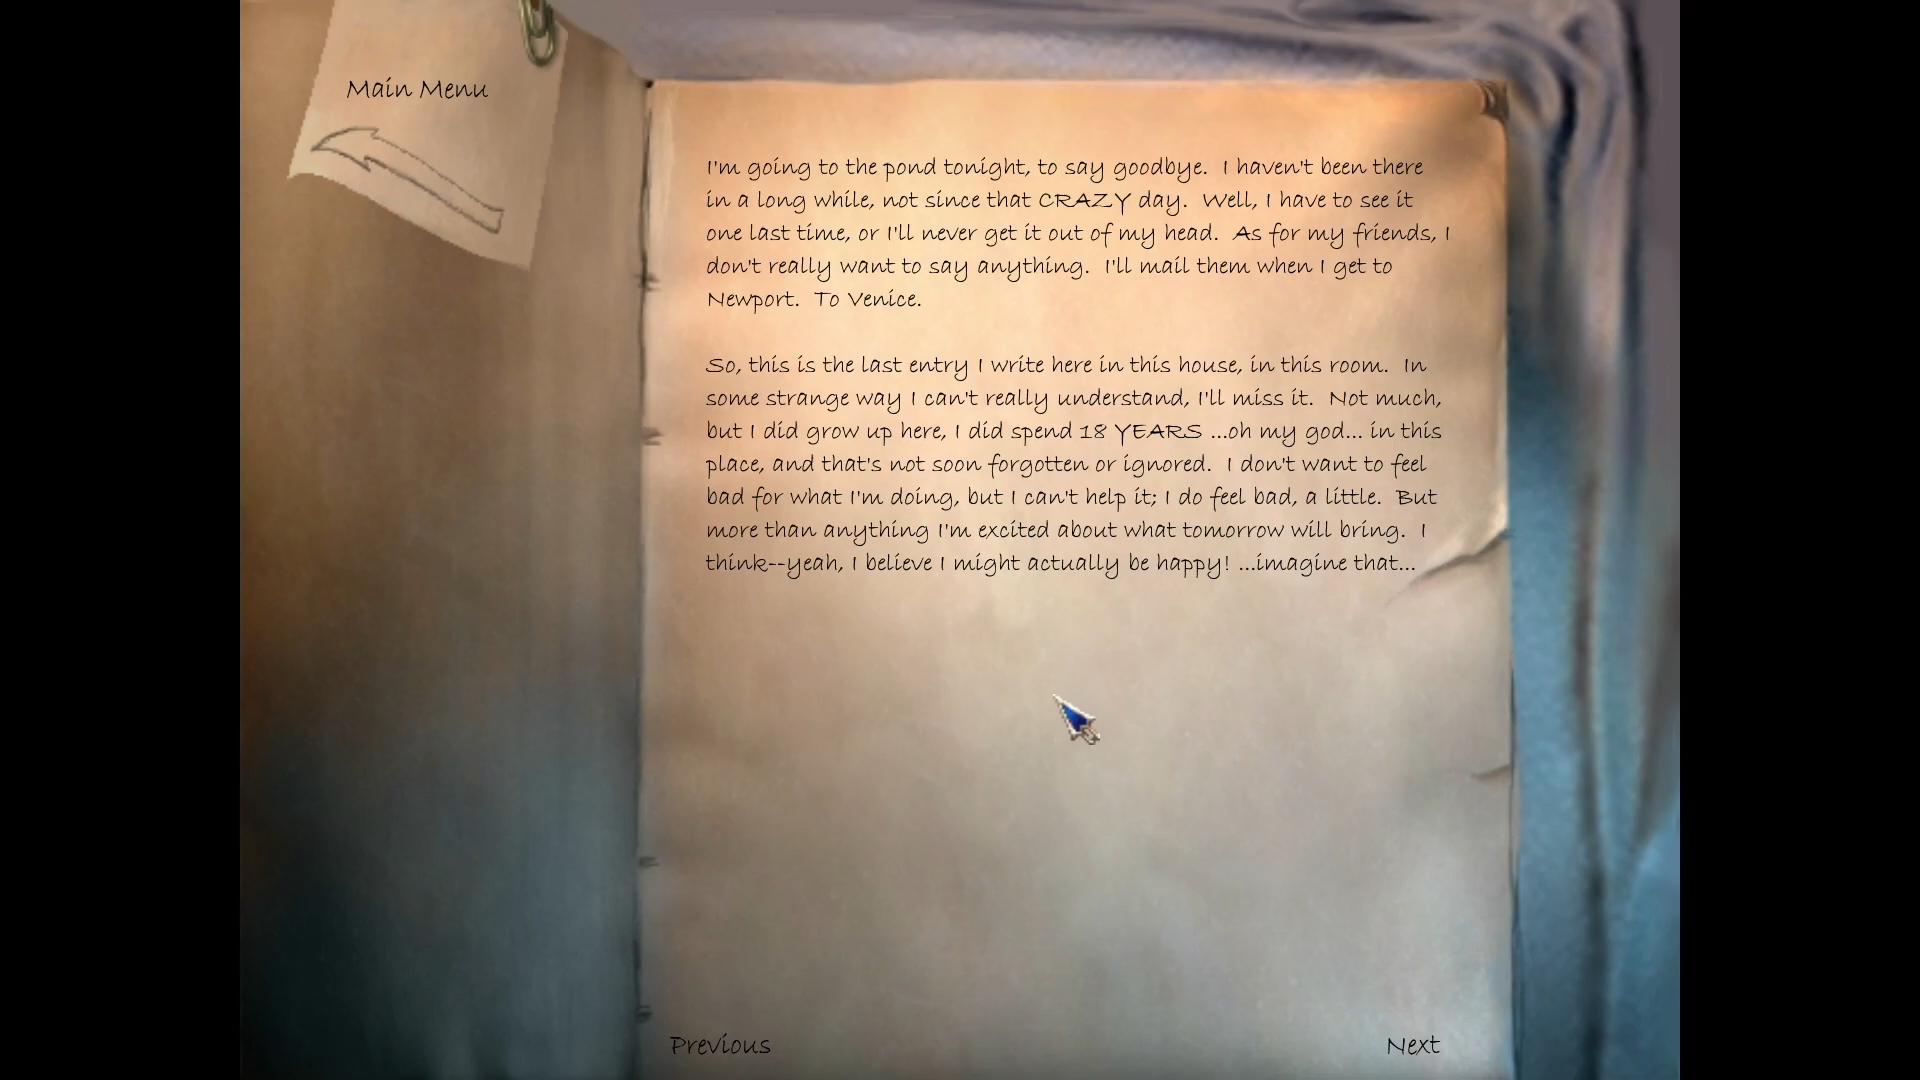 Main Menu
I'm going to the pond tonight, to say goodbye.  I haven't been there
in a long while, not since that CRAZY day.  Well, I have to see it
one last time, or I'll never get it out of my head.  As for my friends, I
don't really want to say anything.  I'll mail them when I get to
Newport.  To Venice.
So, this is the last entry I write here in this house, in this room.  In
some strange way I can't really understand, I'll miss it.  Not much,
but I did grow up here, I did spend 18 YEARS ...oh my god... in this
place, and that's not soon forgotten or ignored.  I don't want to feel
bad for what I'm doing, but I can't help it; I do feel bad, a little.  But
more than anything I'm excited about what tomorrow will bring.  I
think--yeah, I believe I might actually be happy! ...imagine that...
Previous
Next